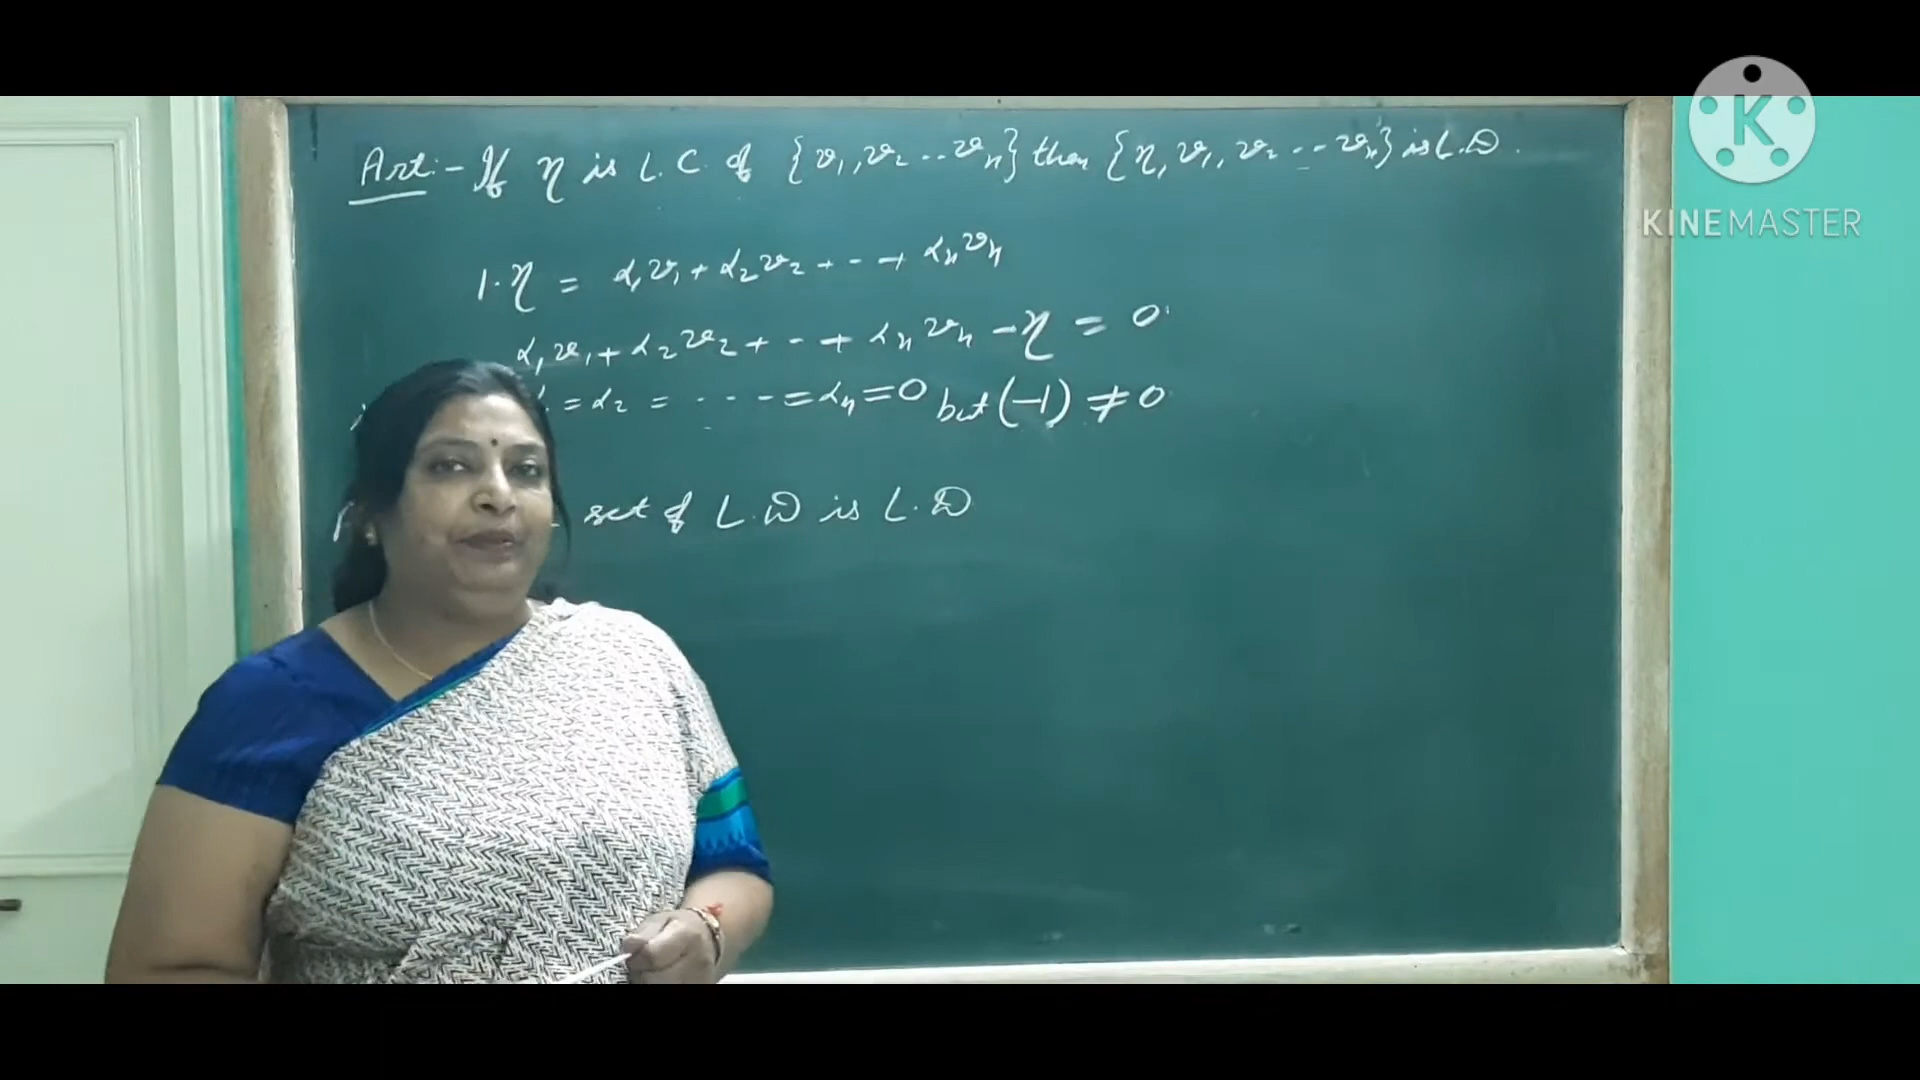 Art:- If η is L.C. of {v₁, v₂ -- vₙ} then {η, v₁, v₂ -- vₙ} is L.D.
1·η = α₁v₁ + α₂v₂ + -- + αₙvₙ
α₁v₁ + α₂v₂ + -- + αₙvₙ - η = 0
= α₂ = ---- = αₙ = 0 but (-1) ≠ 0
set of L.D is L.D
K
KINEMASTER